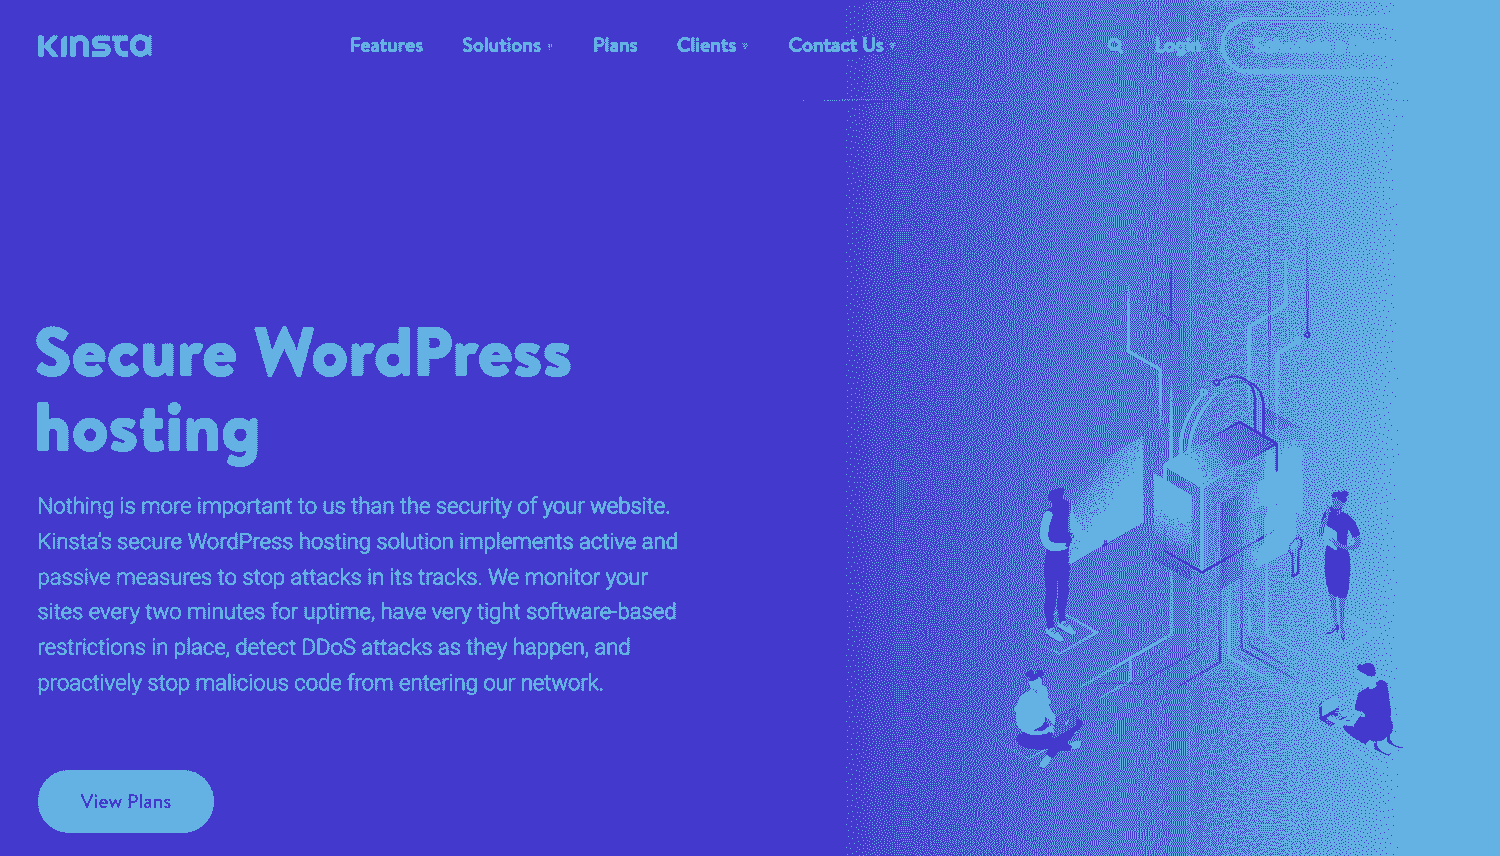 KINSTA
Features Solutions Plans Clients Contact Us Login
Secure WordPress
hosting
Nothing is more important to us than the security of your website.
Kinsta's secure WordPress hosting solution implements active and
passive measures to stop attacks in its tracks. We monitor your
sites every two minutes for uptime, have very tight software-based
restrictions in place, detect DDoS attacks as they happen, and
proactively stop malicious code from entering our network.
View Plans